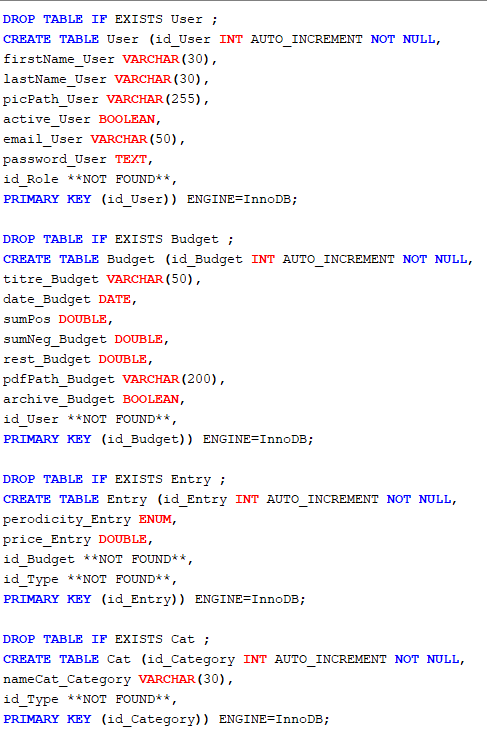 DROP TABLE IF EXISTS User ;
CREATE TABLE User (id_User INT AUTO_INCREMENT NOT NULL,
firstName_User VARCHAR(30),
lastName_User VARCHAR(30),
picPath_User VARCHAR(255),
active_User BOOLEAN,
email_User VARCHAR(50),
password_User TEXT,
id_Role **NOT FOUND**,
PRIMARY KEY (id_User)) ENGINE=InnoDB;

DROP TABLE IF EXISTS Budget ;
CREATE TABLE Budget (id_Budget INT AUTO_INCREMENT NOT NULL,
titre_Budget VARCHAR(50),
date_Budget DATE,
sumPos DOUBLE,
sumNeg_Budget DOUBLE,
rest_Budget DOUBLE,
pdfPath_Budget VARCHAR(200),
archive_Budget BOOLEAN,
id_User **NOT FOUND**,
PRIMARY KEY (id_Budget)) ENGINE=InnoDB;

DROP TABLE IF EXISTS Entry ;
CREATE TABLE Entry (id_Entry INT AUTO_INCREMENT NOT NULL,
perodicity_Entry ENUM,
price_Entry DOUBLE,
id_Budget **NOT FOUND**,
id_Type **NOT FOUND**,
PRIMARY KEY (id_Entry)) ENGINE=InnoDB;

DROP TABLE IF EXISTS Cat ;
CREATE TABLE Cat (id_Category INT AUTO_INCREMENT NOT NULL,
nameCat_Category VARCHAR(30),
id_Type **NOT FOUND**,
PRIMARY KEY (id_Category)) ENGINE=InnoDB;